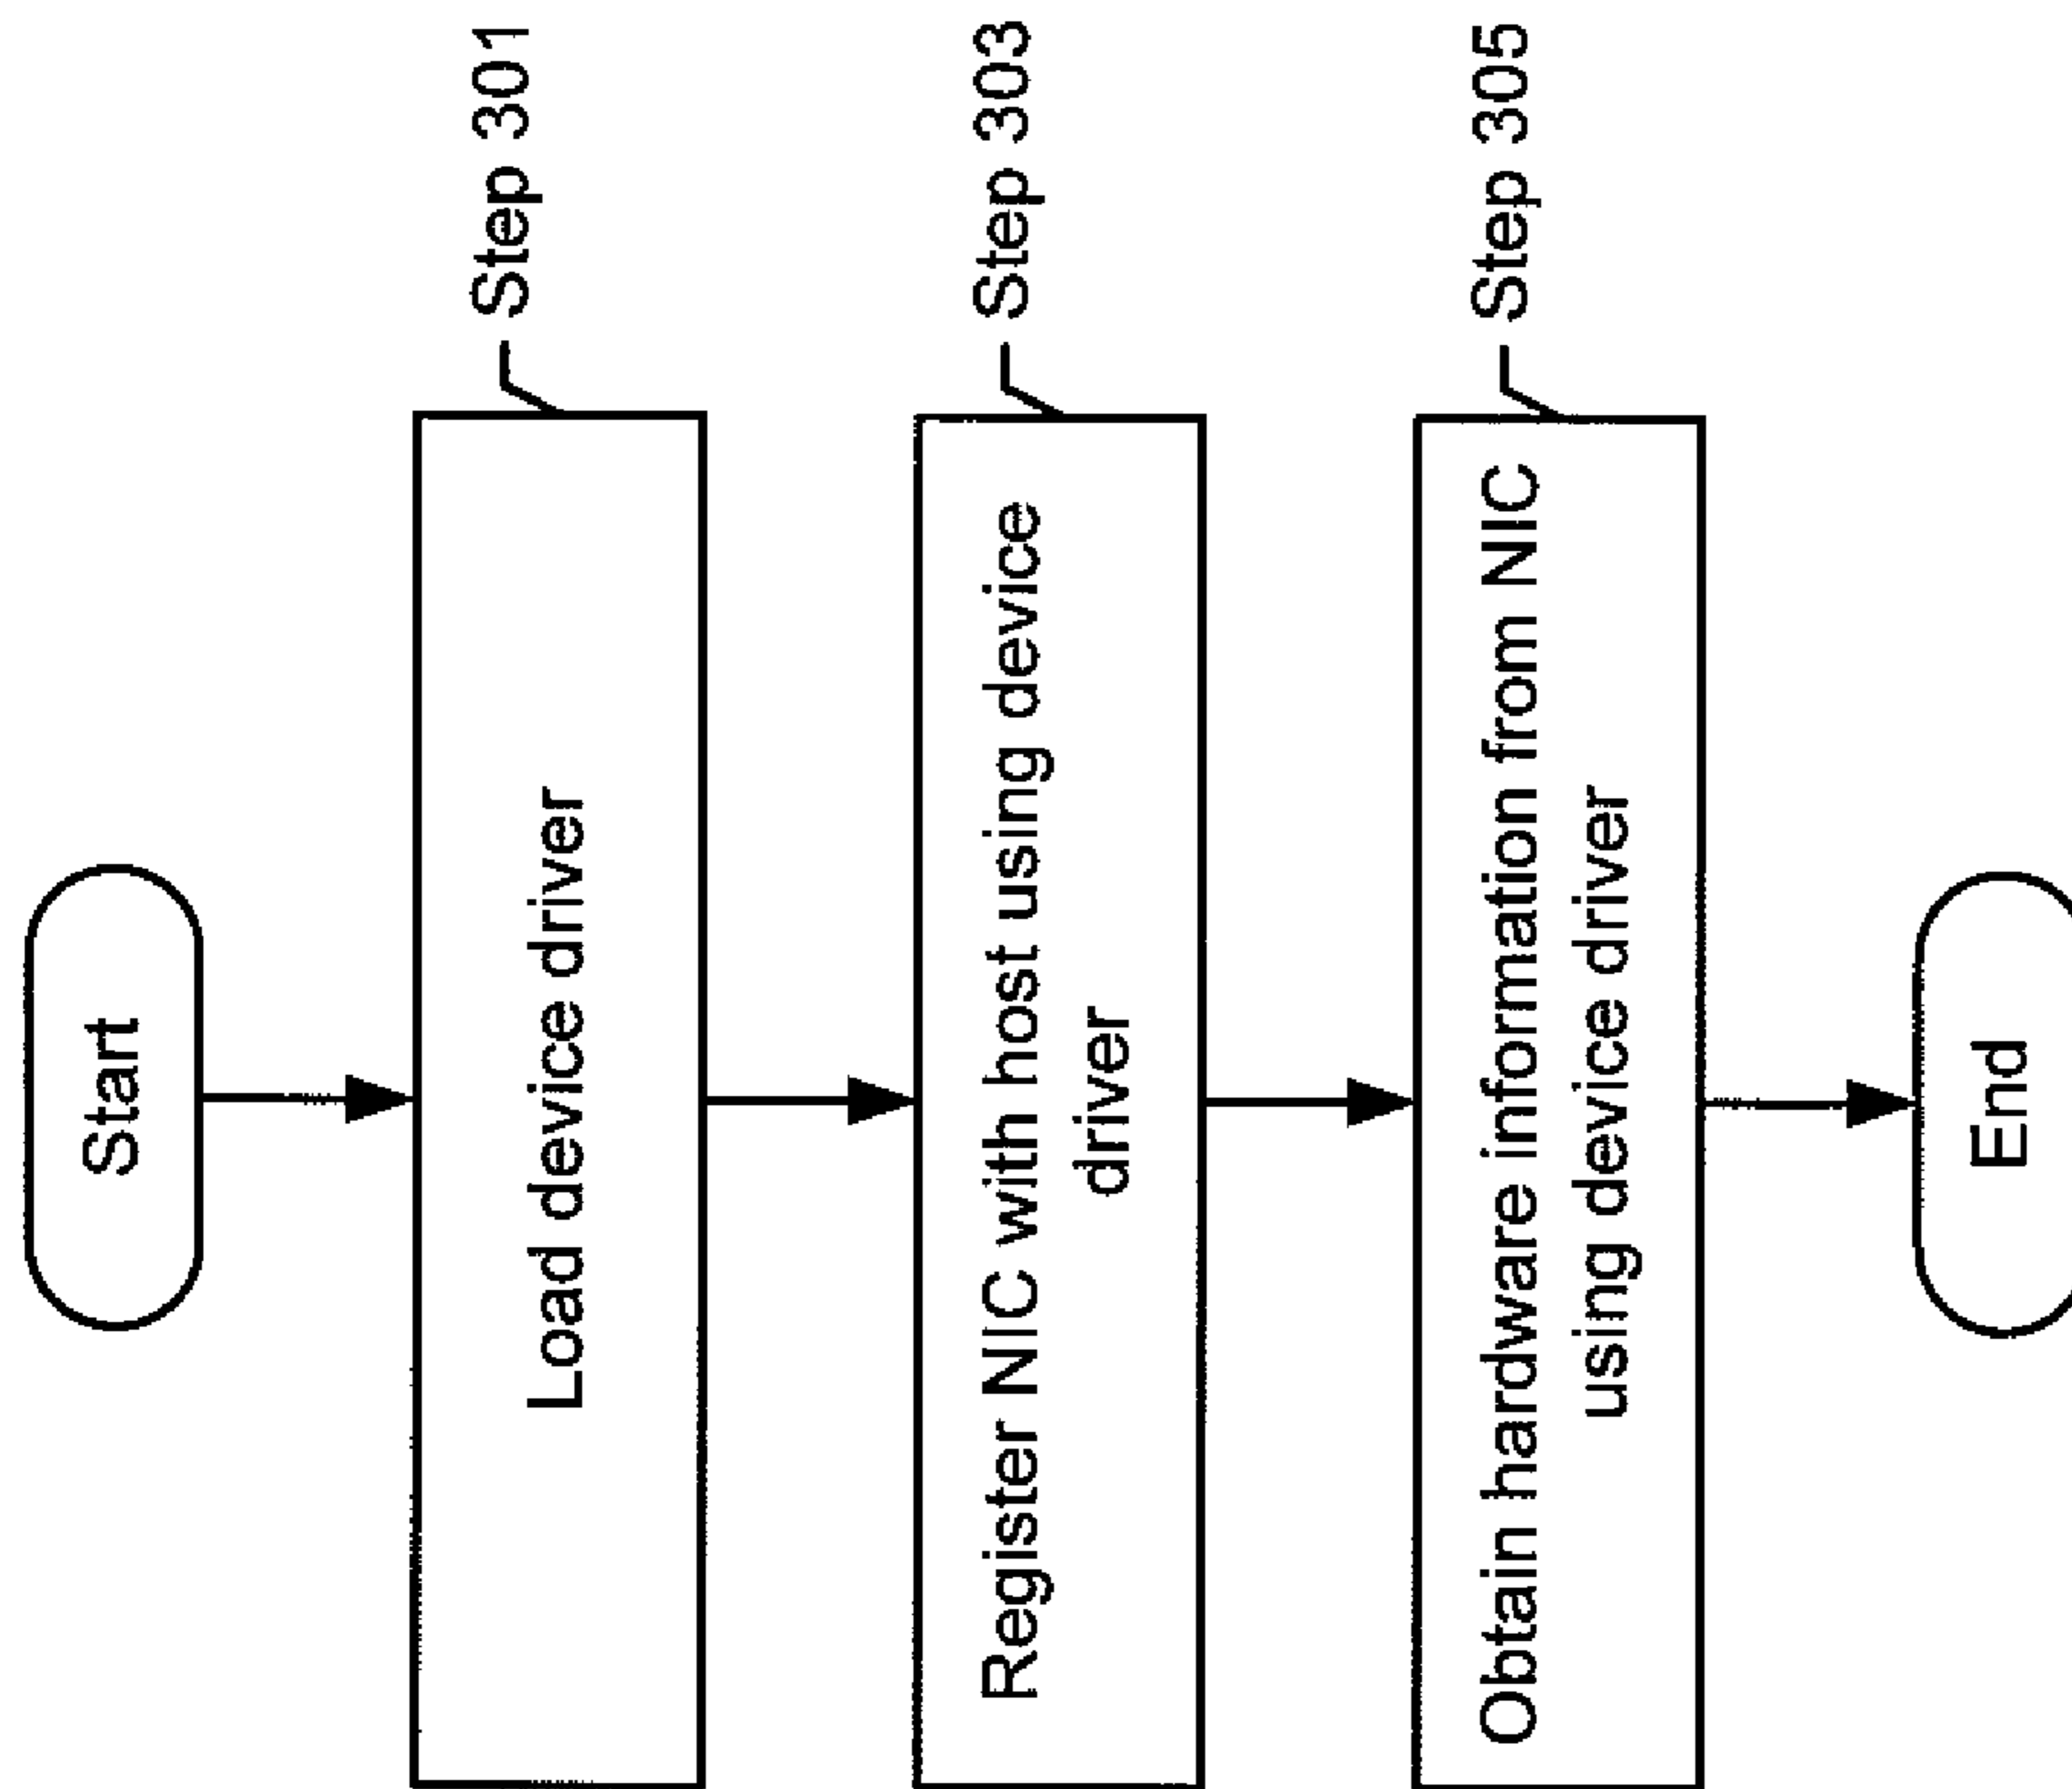 Start
Load device driver
Step 301
Register NIC with host using device
driver
Step 303
Obtain hardware information from NIC
using device driver
Step 305
End